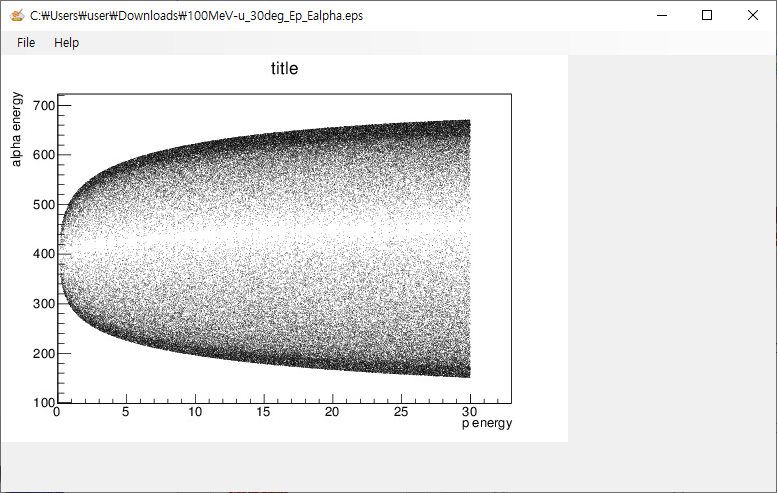 C:₩Users₩user₩Downloads₩100MeV-u_30deg_Ep_Ealpha.eps
File Help
title
alpha energy
700
600
500
400
300
200
100
0 5 10 15 20 25 30
p energy